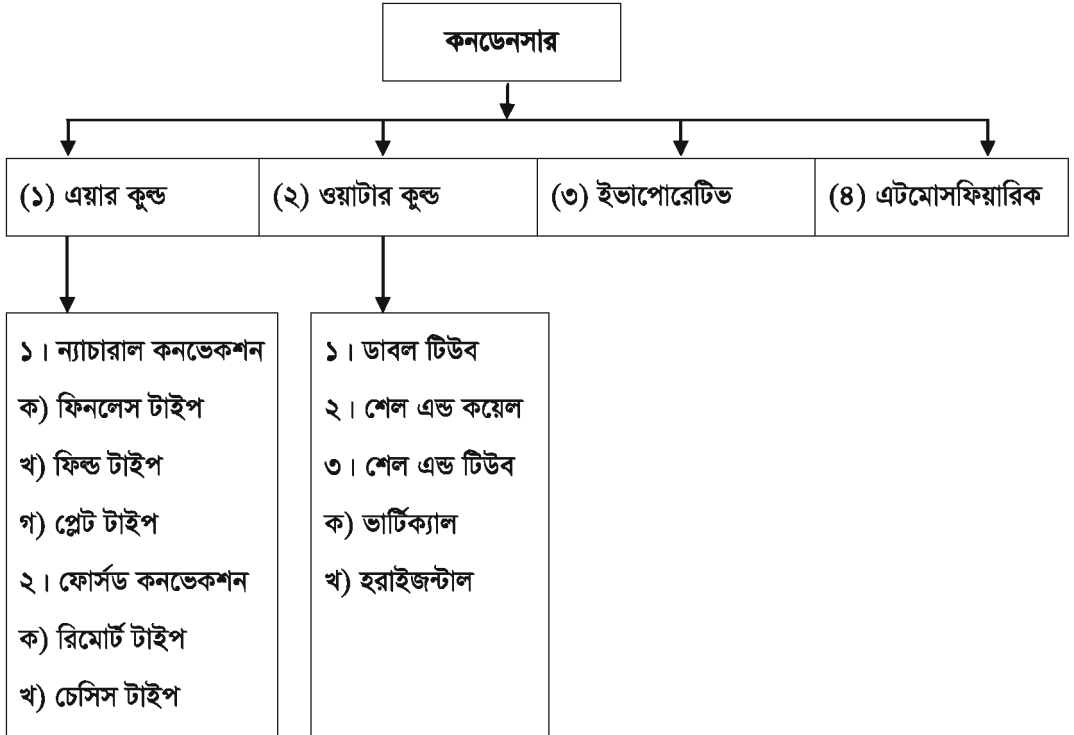 কনডেনসার
(১) এয়ার কুল্ড
(২) ওয়াটার কুল্ড
(৩) ইভাপোরেটিভ
(৪) এটমোসফিয়ারিক
১। ন্যাচারাল কনভেকশন
ক) ফিনলেস টাইপ
খ) ফিল্ড টাইপ
গ) প্লেট টাইপ
২। ফোর্সড কনভেকশন
ক) রিমোর্ট টাইপ
খ) চেসিস টাইপ
১। ডাবল টিউব
২। শেল এন্ড কয়েল
৩। শেল এন্ড টিউব
ক) ভার্টিক্যাল
খ) হরাইজন্টাল